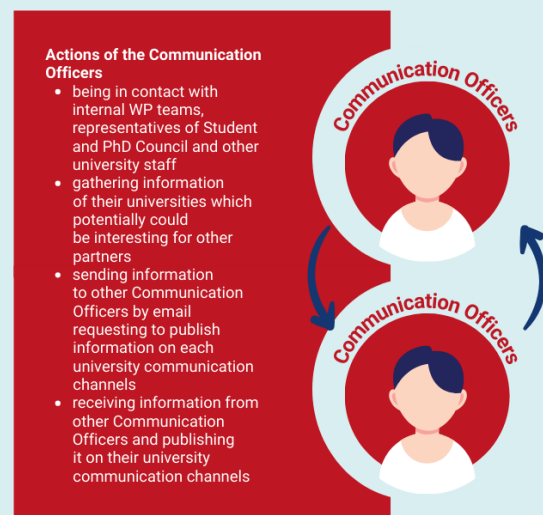 Actions of the Communication
Officers
• being in contact with
internal WP teams,
representatives of Student
and PhD Council and other
university staff
• gathering information
of their universities which
potentially could
be interesting for other
partners
• sending information
to other Communication
Officers by email
requesting to publish
information on each
university communication
channels
• receiving information from
other Communication
Officers and publishing
it on their university
communication channels
Communication Officers
Communication Officers